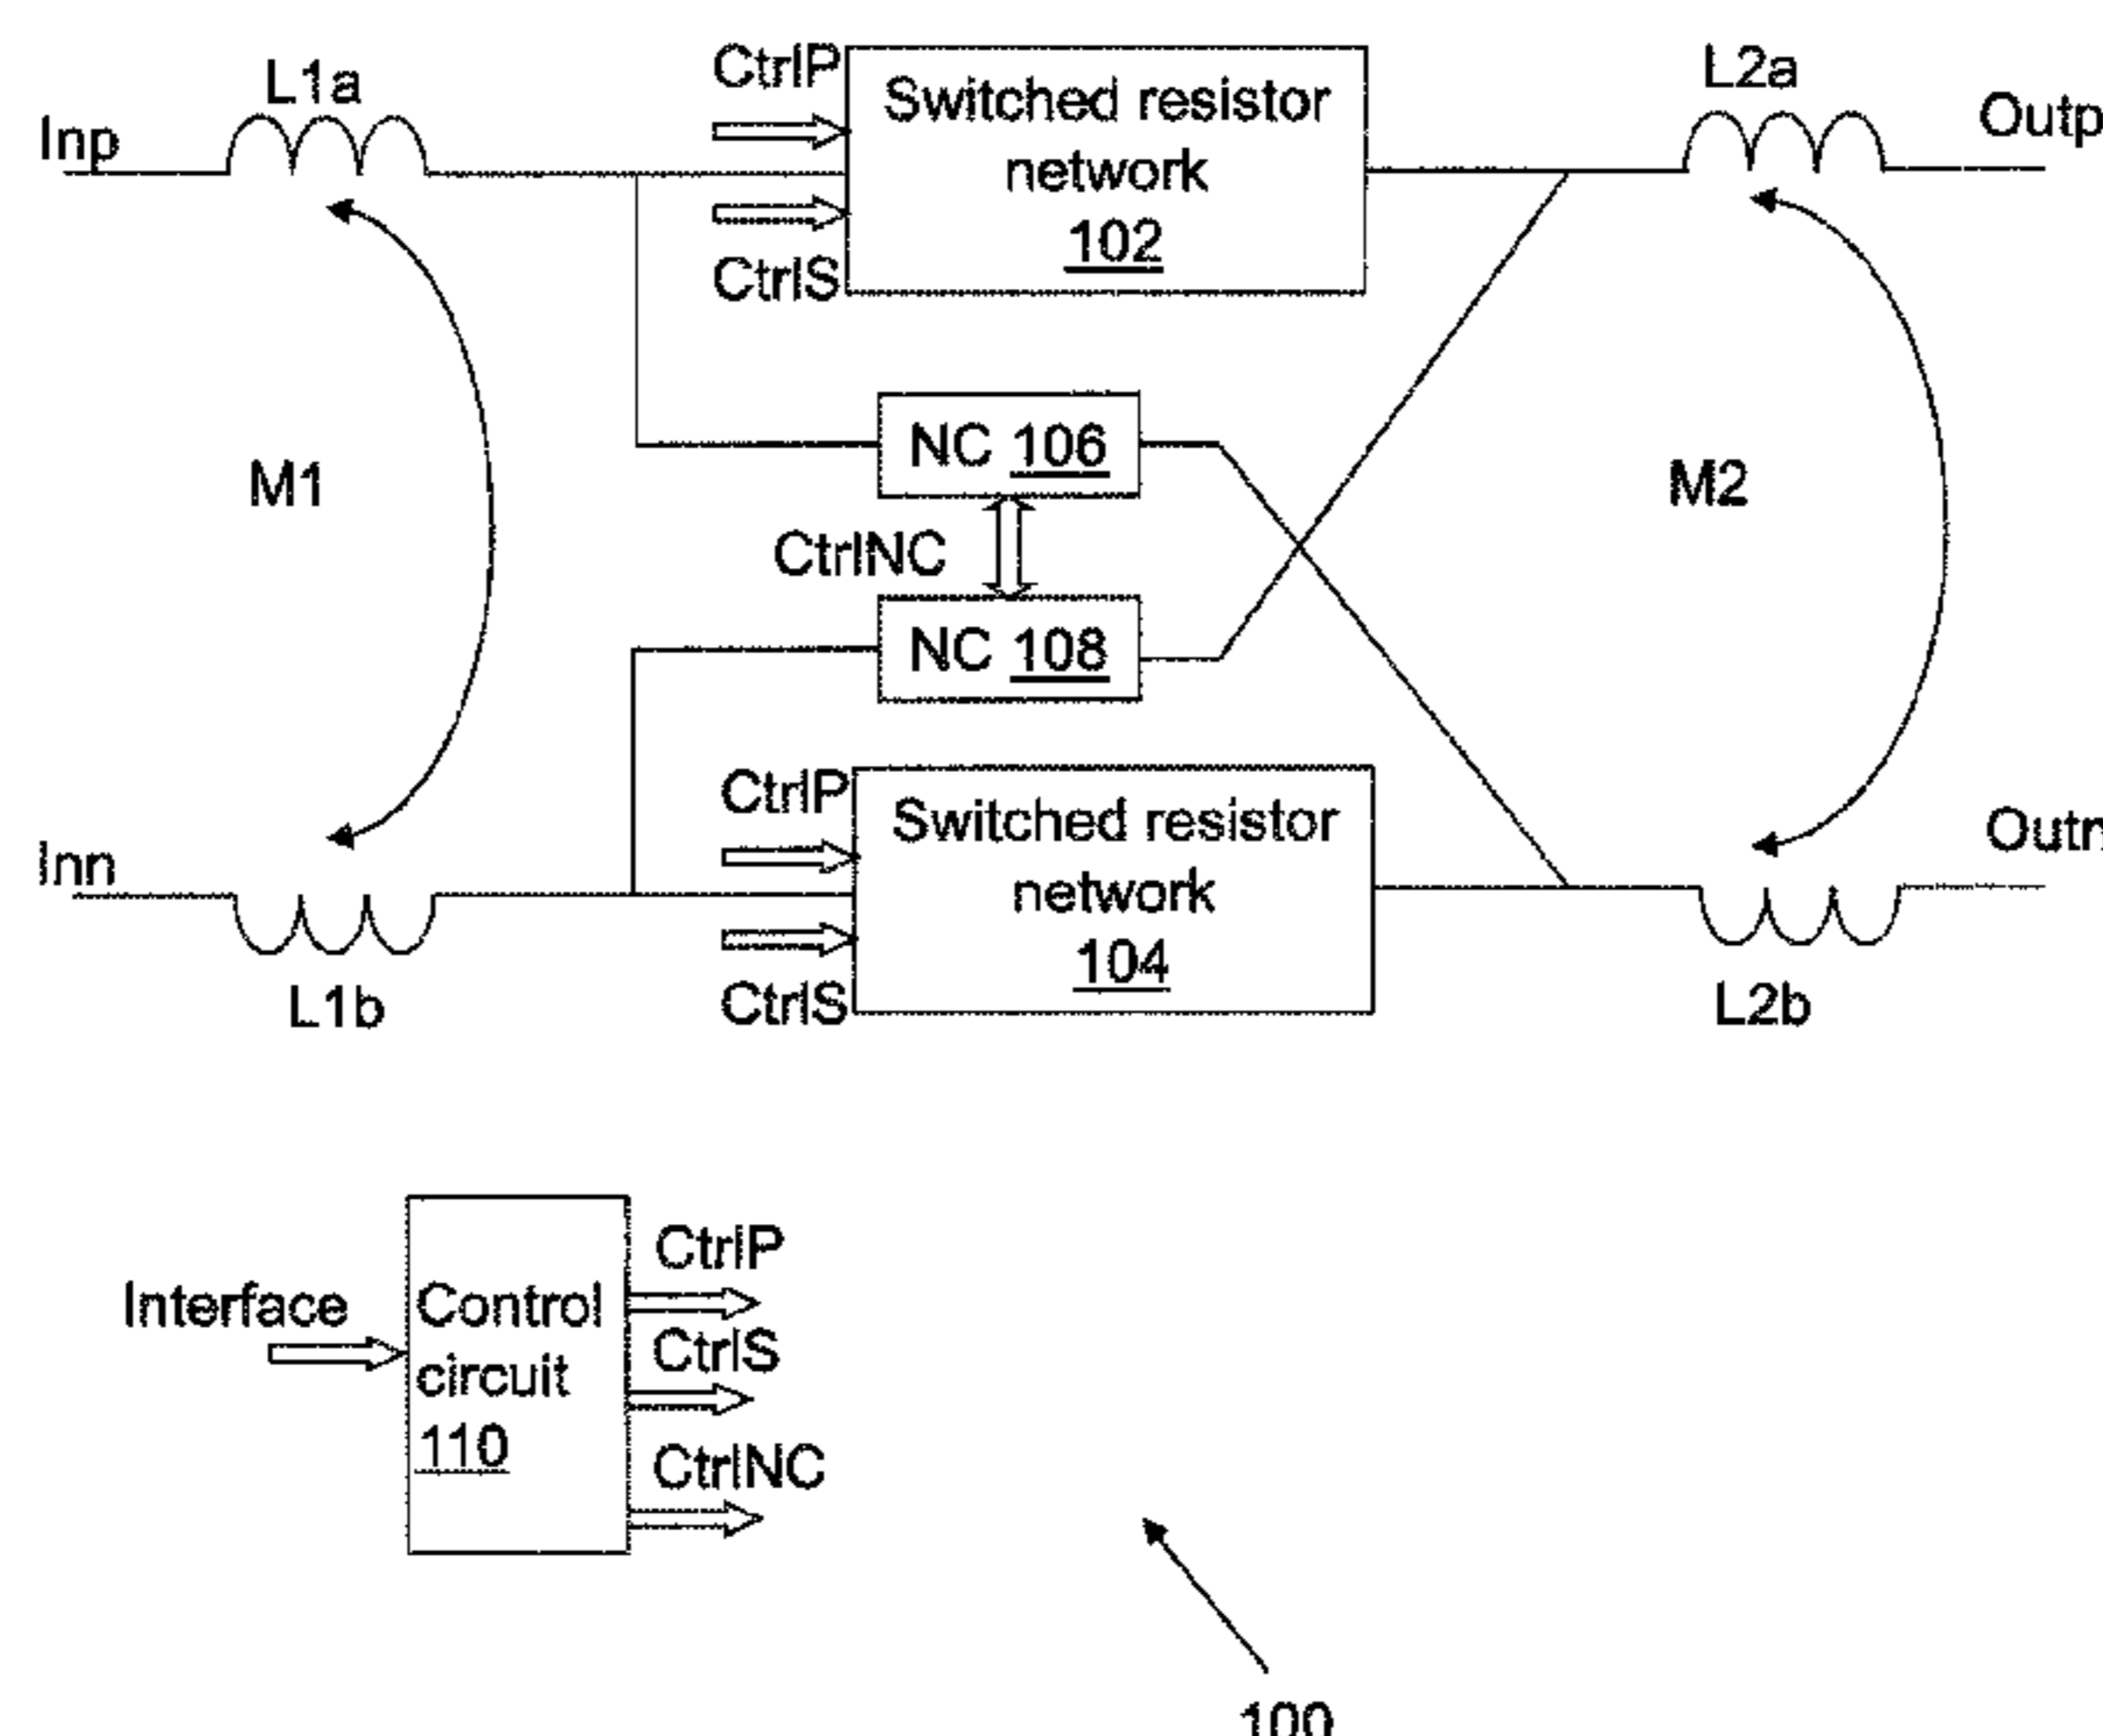 L1a
CtrlP
Switched resistor
network
102
L2a
Inp
Outp
CtrlS
NC 106
M1
M2
CtrlNC
NC 108
CtrlP
Switched resistor
network
104
Inn
Outn
CtrlS
L1b
L2b
CtrlP
Interface
Control
circuit
110
CtrlS
CtrlNC
100